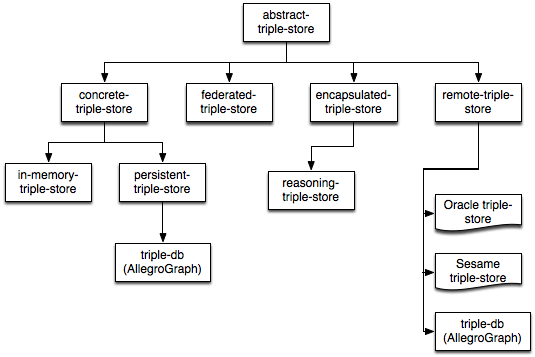 abstract-
triple-store
concrete-
triple-store
federated-
triple-store
encapsulated-
triple-store
remote-triple-
store
in-memory-
triple-store
persistent-
triple-store
reasoning-
triple-store
Oracle triple-
store
triple-db
(AllegroGraph)
Sesame
triple-store
triple-db
(AllegroGraph)